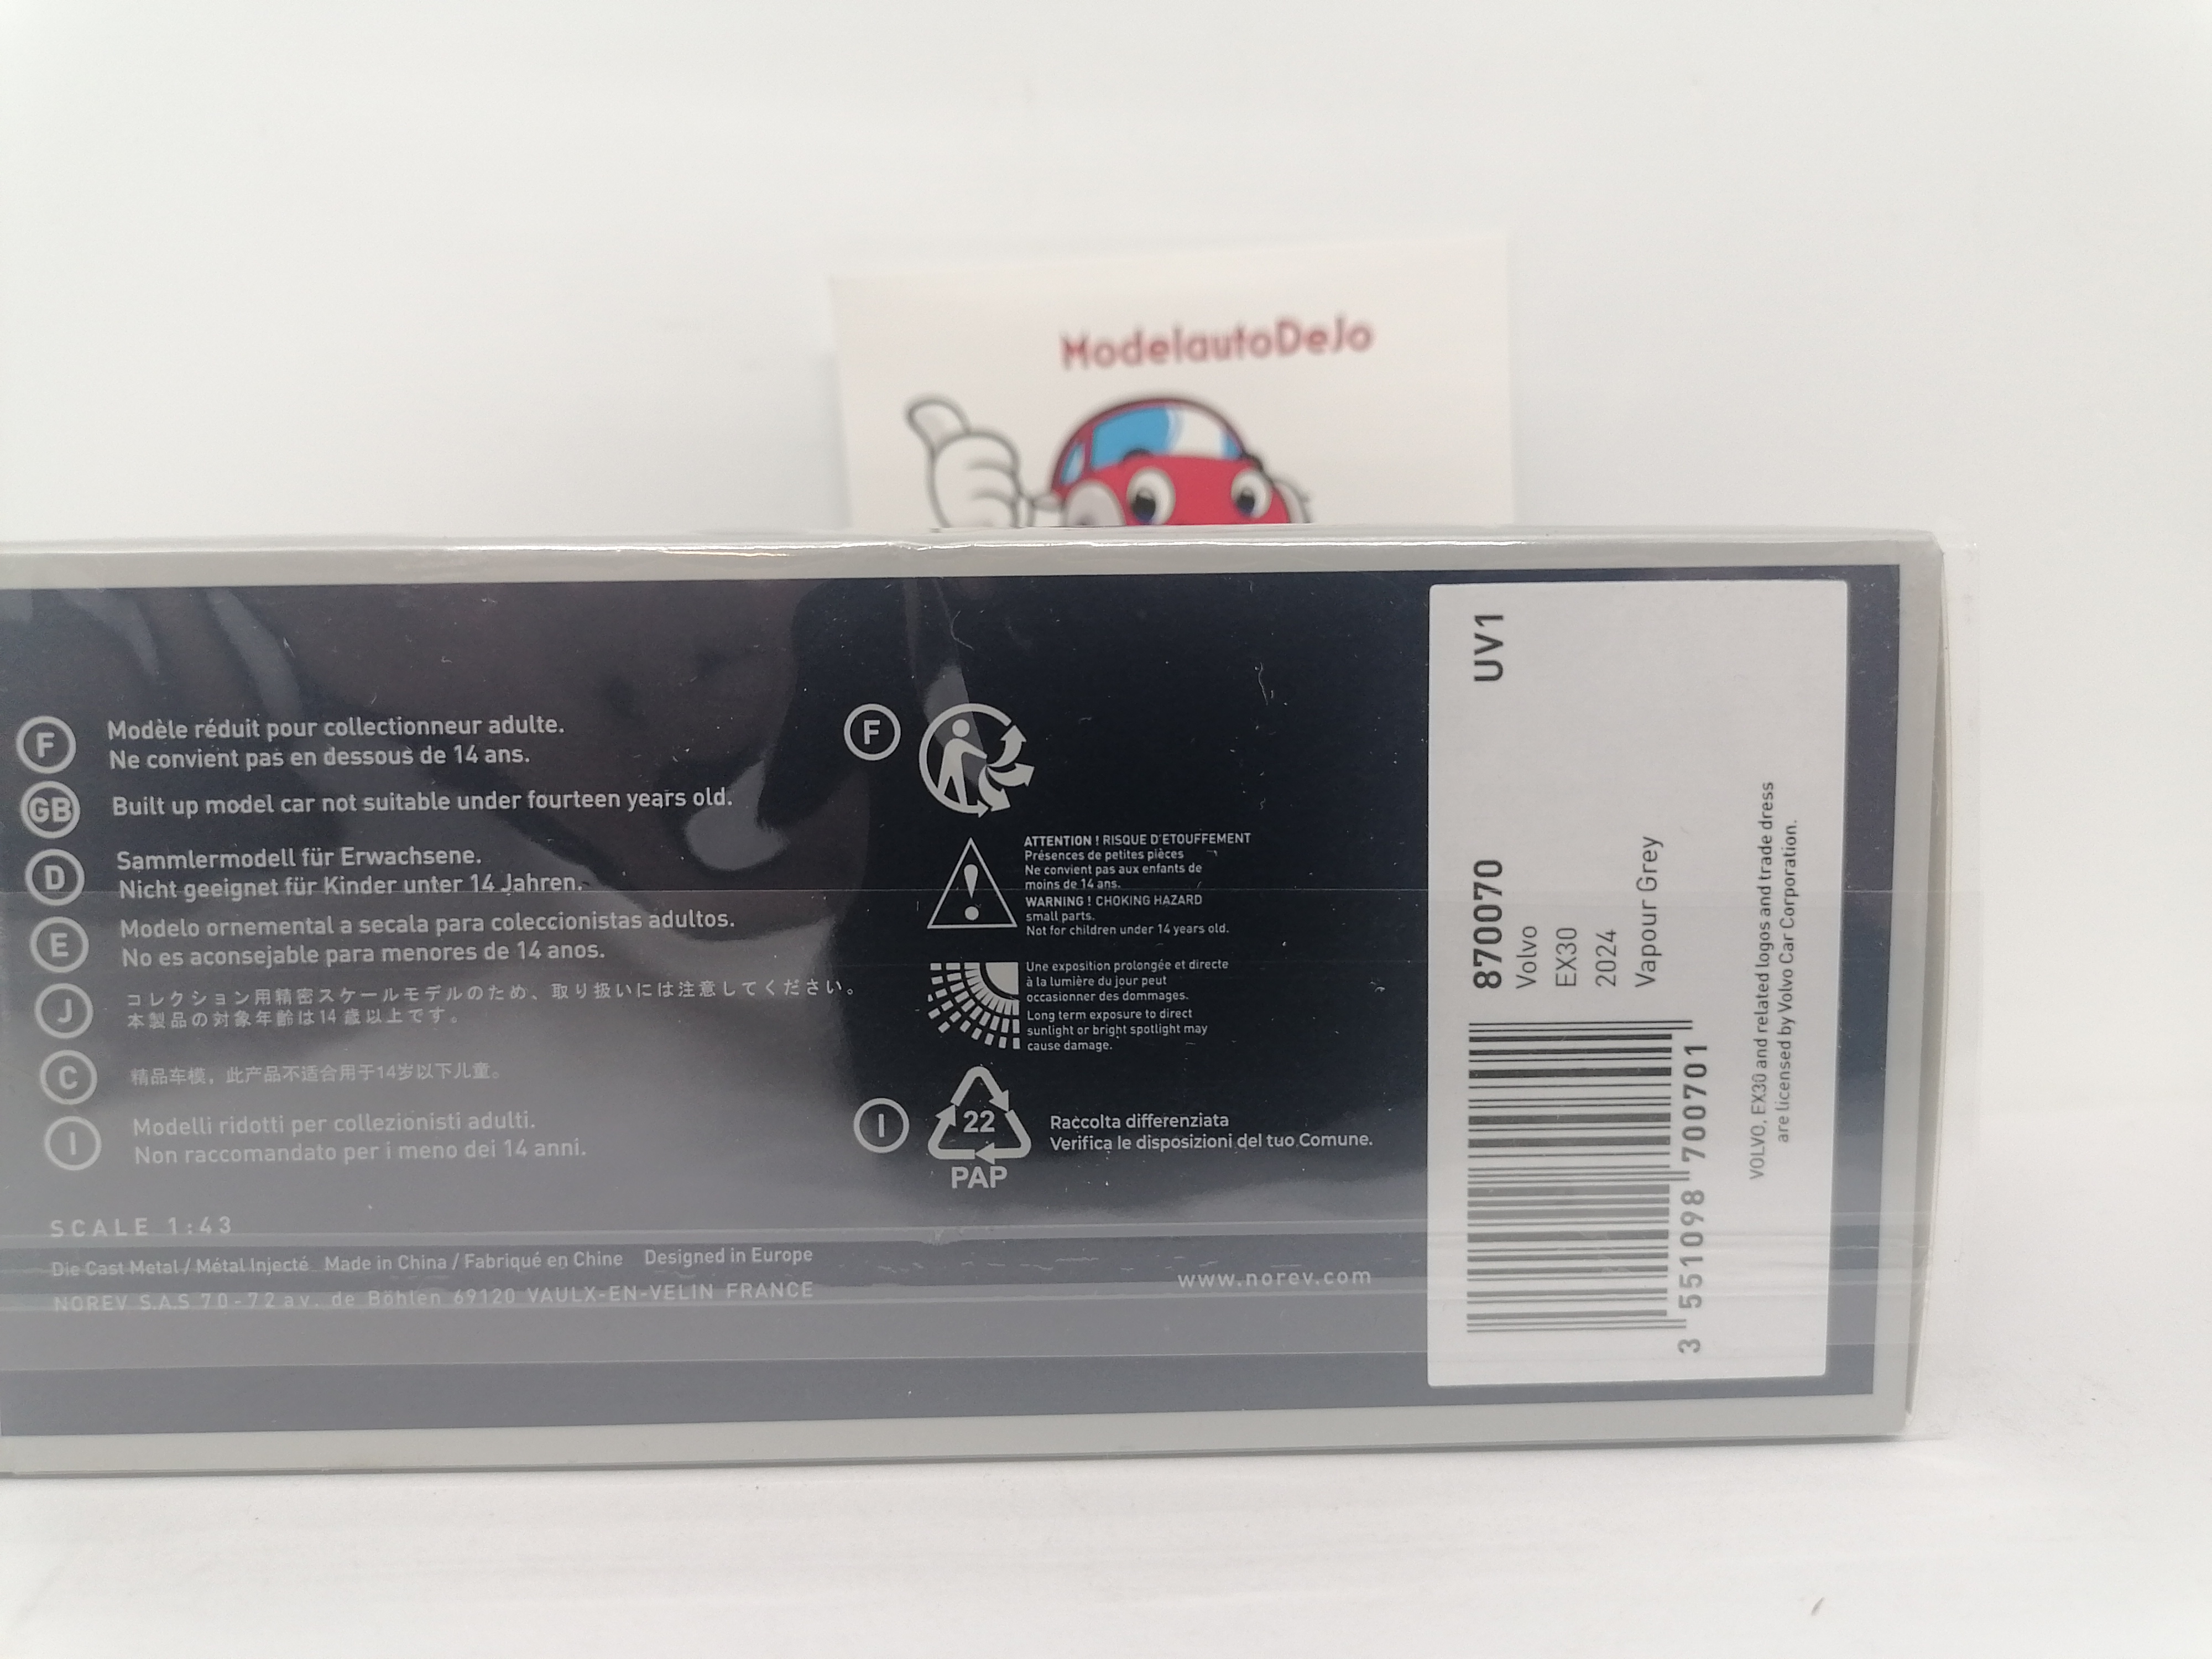 ModelautoDeJo
F
Modèle réduit pour collectionneur adulte.
Ne convient pas en dessous de 14 ans.
GB
Built up model car not suitable under fourteen years old.
D
Sammlermodell für Erwachsene.
Nicht geeignet für Kinder unter 14 Jahren.
E
Modelo ornemental a secala para coleccionistas adultos.
No es aconsejable para menores de 14 anos.
J
コレクション用精密スケールモデルのため、取り扱いには注意してください。
本製品の対象年齢は14歳以上です。
C
精品车模，此产品不适合用于14岁以下儿童。
I
Modelli ridotti per collezionisti adulti.
Non raccomandato per i meno dei 14 anni.
SCALE 1:43
Die Cast Metal / Métal Injecté Made in China / Fabriqué en Chine Designed in Europe
NOREV S.A.S 70-72 av. de Böhlen 69120 VAULX-EN-VELIN FRANCE
F
ATTENTION ! RISQUE D'ETOUFFEMENT
Présences de petites pièces
Ne convient pas aux enfants de
moins de 14 ans.
WARNING ! CHOKING HAZARD
small parts.
Not for children under 14 years old.
Une exposition prolongée et directe
à la lumière du jour peut
occasionner des dommages.
Long term exposure to direct
sunlight or bright spotlight may
cause damage.
I
22
PAP
Raccolta differenziata
Verifica le disposizioni del tuo Comune.
www.norev.com
870070 UV1
Volvo
EX30
2024
Vapour Grey
3 551098 700701
VOLVO, EX30 and related logos and trade dress
are licensed by Volvo Car Corporation.